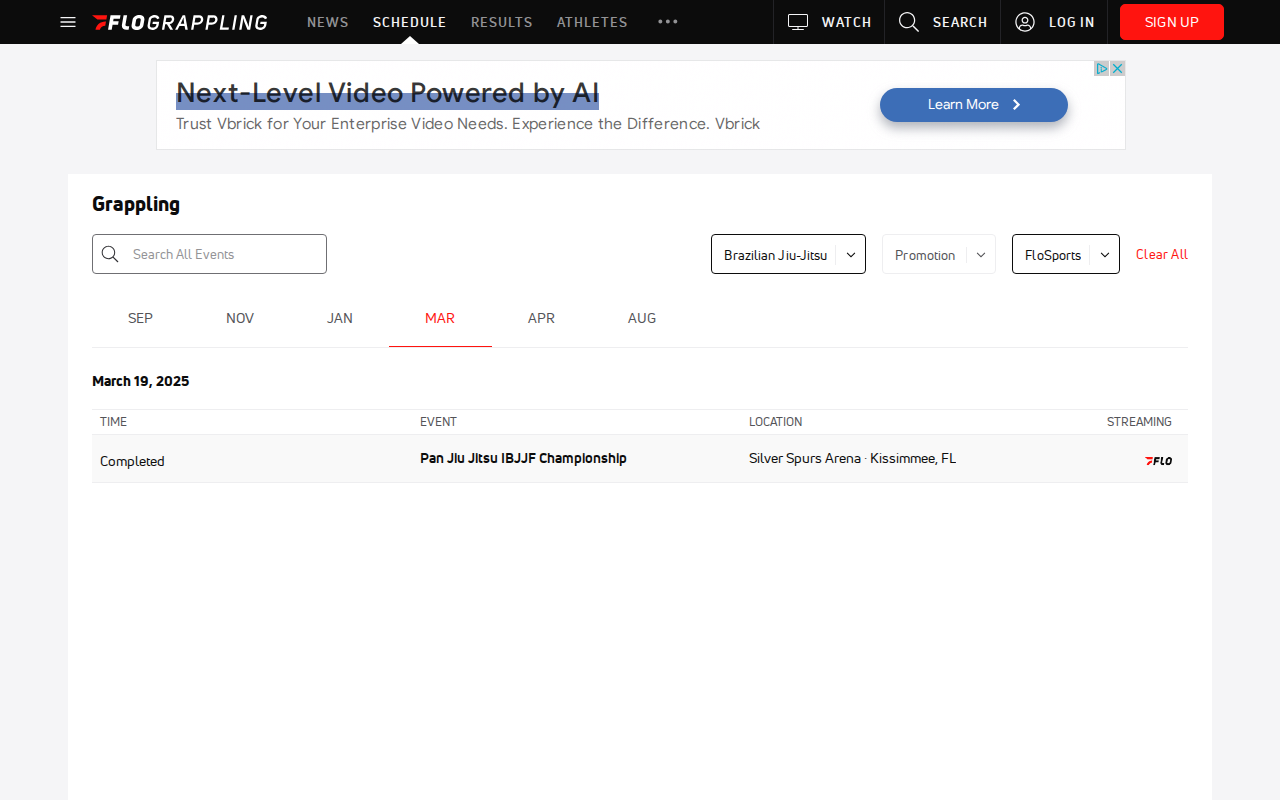 FLOGRAPPLING NEWS SCHEDULE RESULTS ATHLETES WATCH SEARCH LOG IN SIGN UP
Next-Level Video Powered by AI
Trust Vbrick for Your Enterprise Video Needs. Experience the Difference. Vbrick
Learn More
Grappling
Search All Events
Brazilian Jiu-Jitsu Promotion FloSports Clear All
SEP NOV JAN MAR APR AUG
March 19, 2025
TIME EVENT LOCATION STREAMING
Completed Pan Jiu Jitsu IBJJF Championship Silver Spurs Arena · Kissimmee, FL FLO